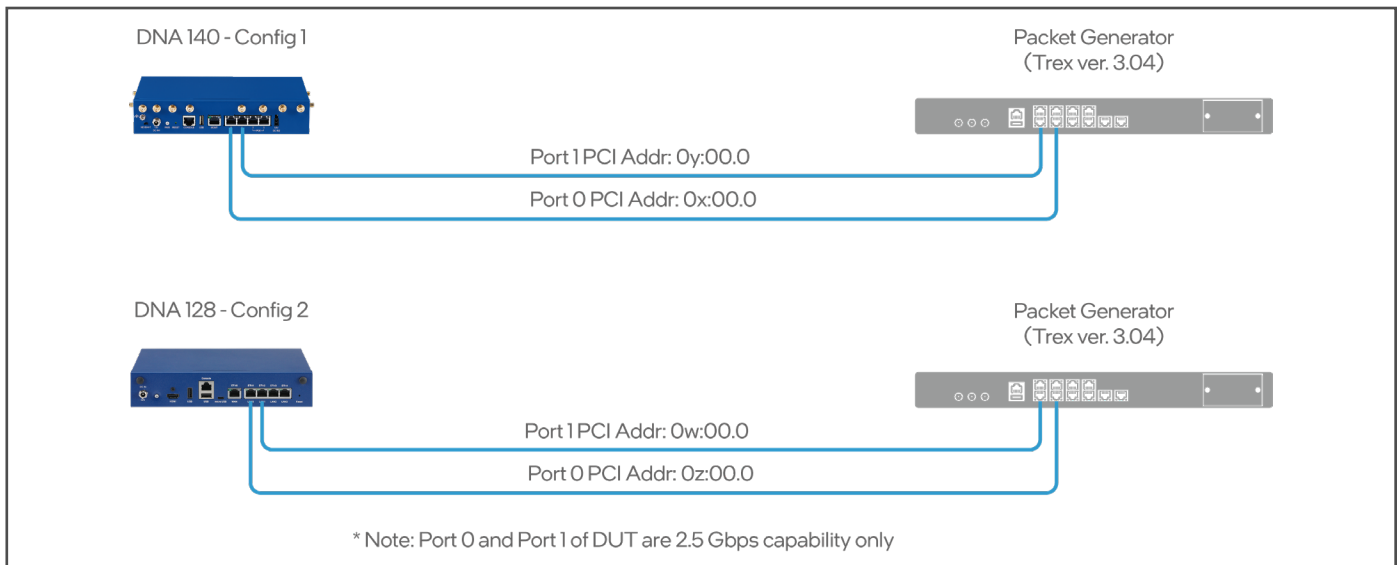 DNA 140 - Config 1
Packet Generator
(Trex ver. 3.04)
Port 1 PCI Addr: 0y:00.0
Port 0 PCI Addr: 0x:00.0
DNA 128 - Config 2
Packet Generator
(Trex ver. 3.04)
Port 1 PCI Addr: 0w:00.0
Port 0 PCI Addr: 0z:00.0
* Note: Port 0 and Port 1 of DUT are 2.5 Gbps capability only